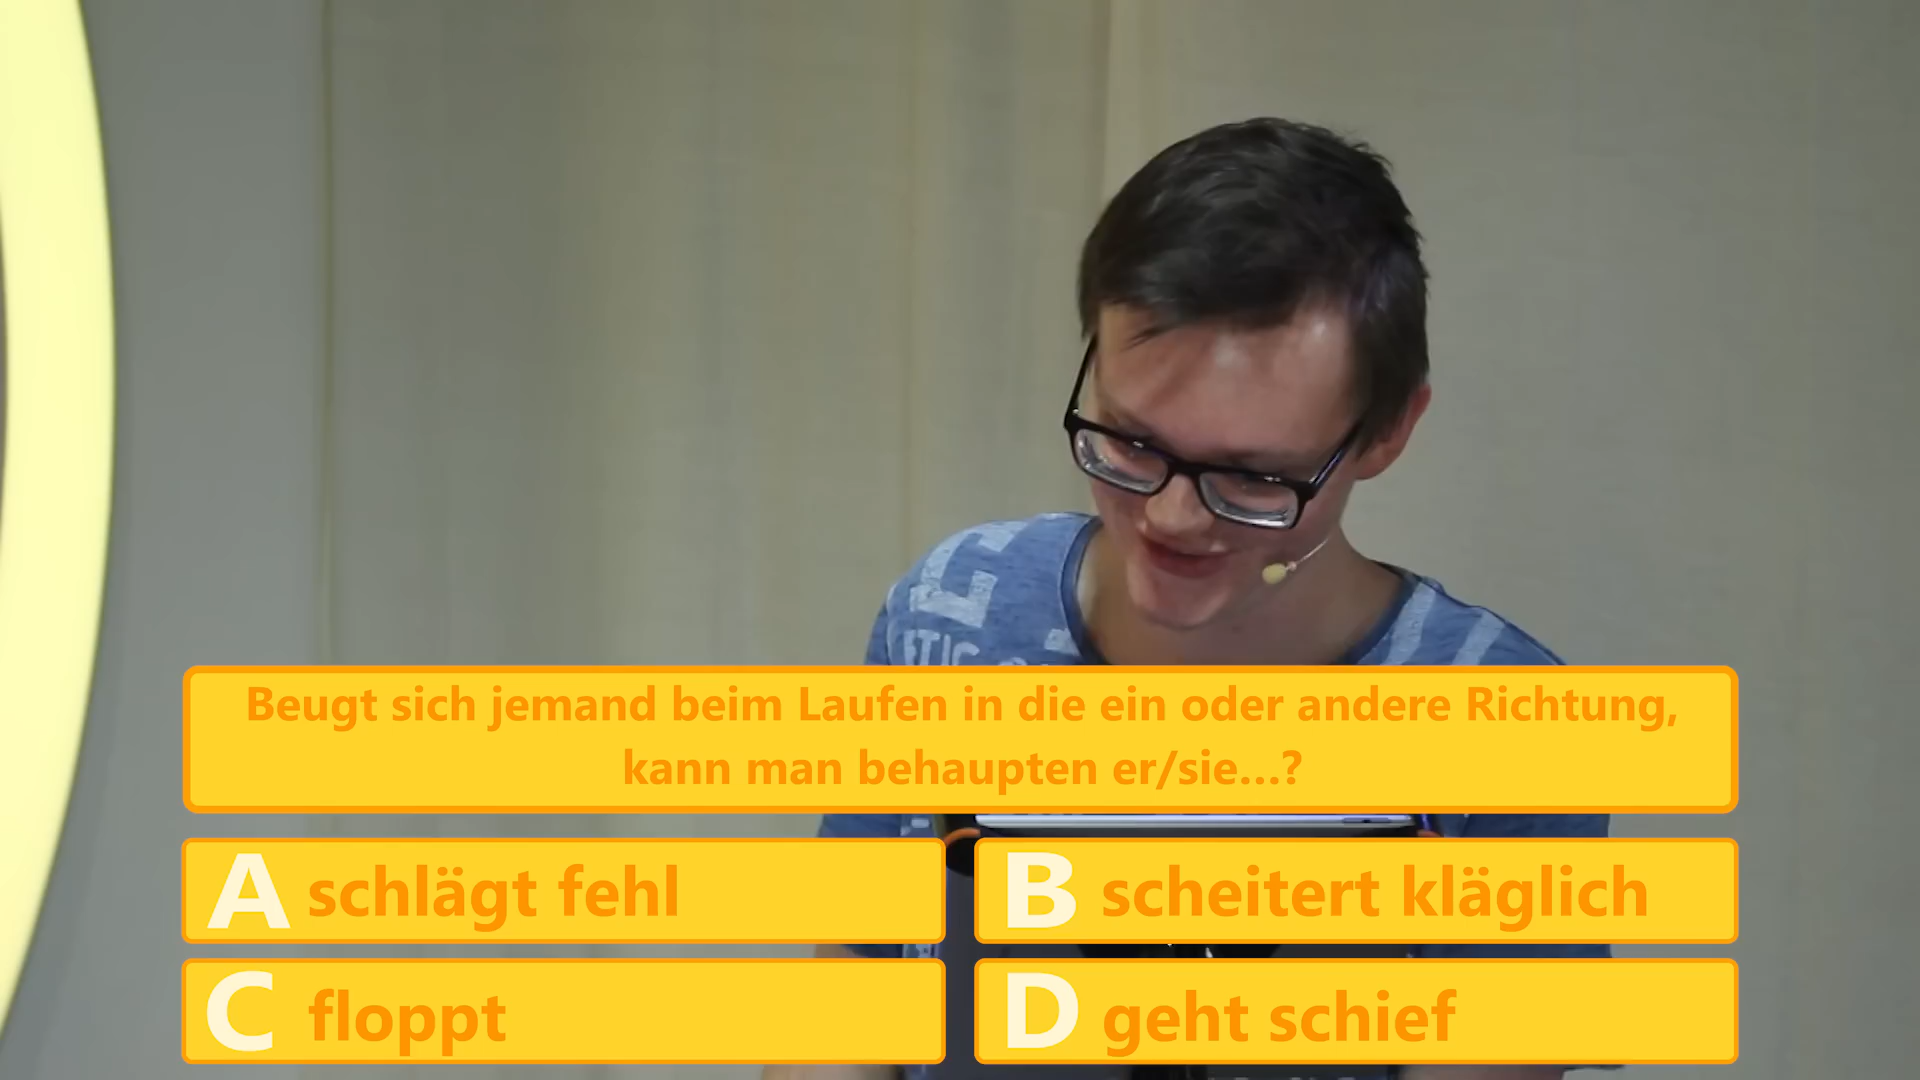 Beugt sich jemand beim Laufen in die ein oder andere Richtung,
kann man behaupten er/sie...?
A schlägt fehl
B scheitert kläglich
C floppt
D geht schief